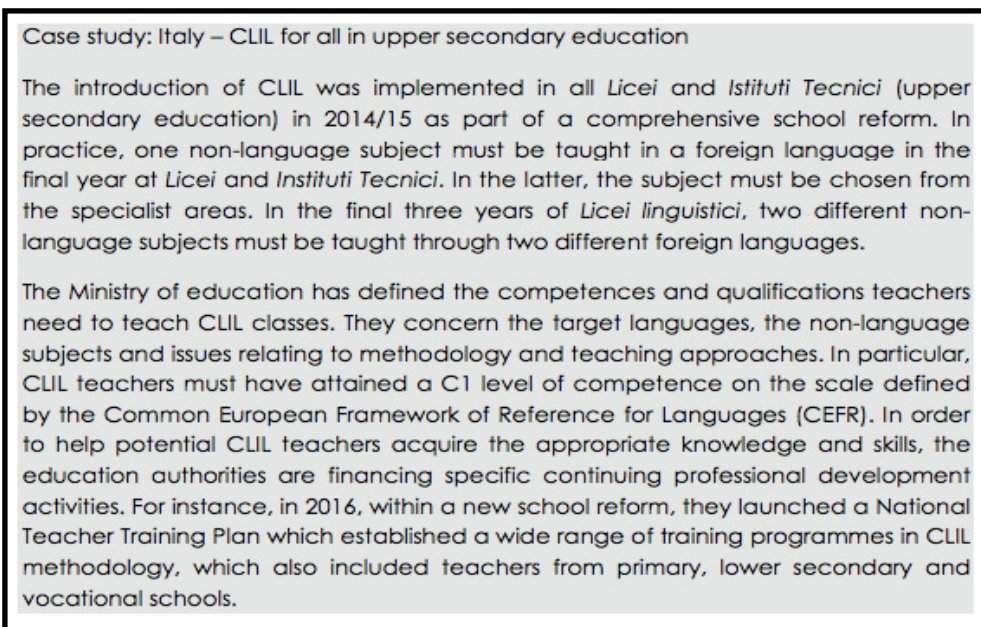 Case study: Italy – CLIL for all in upper secondary education
The introduction of CLIL was implemented in all Licei and Istituti Tecnici (upper
secondary education) in 2014/15 as part of a comprehensive school reform. In
practice, one non-language subject must be taught in a foreign language in the
final year at Licei and Instituti Tecnici. In the latter, the subject must be chosen from
the specialist areas. In the final three years of Licei linguistici, two different non-
language subjects must be taught through two different foreign languages.
The Ministry of education has defined the competences and qualifications teachers
need to teach CLIL classes. They concern the target languages, the non-language
subjects and issues relating to methodology and teaching approaches. In particular,
CLIL teachers must have attained a C1 level of competence on the scale defined
by the Common European Framework of Reference for Languages (CEFR). In order
to help potential CLIL teachers acquire the appropriate knowledge and skills, the
education authorities are financing specific continuing professional development
activities. For instance, in 2016, within a new school reform, they launched a National
Teacher Training Plan which established a wide range of training programmes in CLIL
methodology, which also included teachers from primary, lower secondary and
vocational schools.